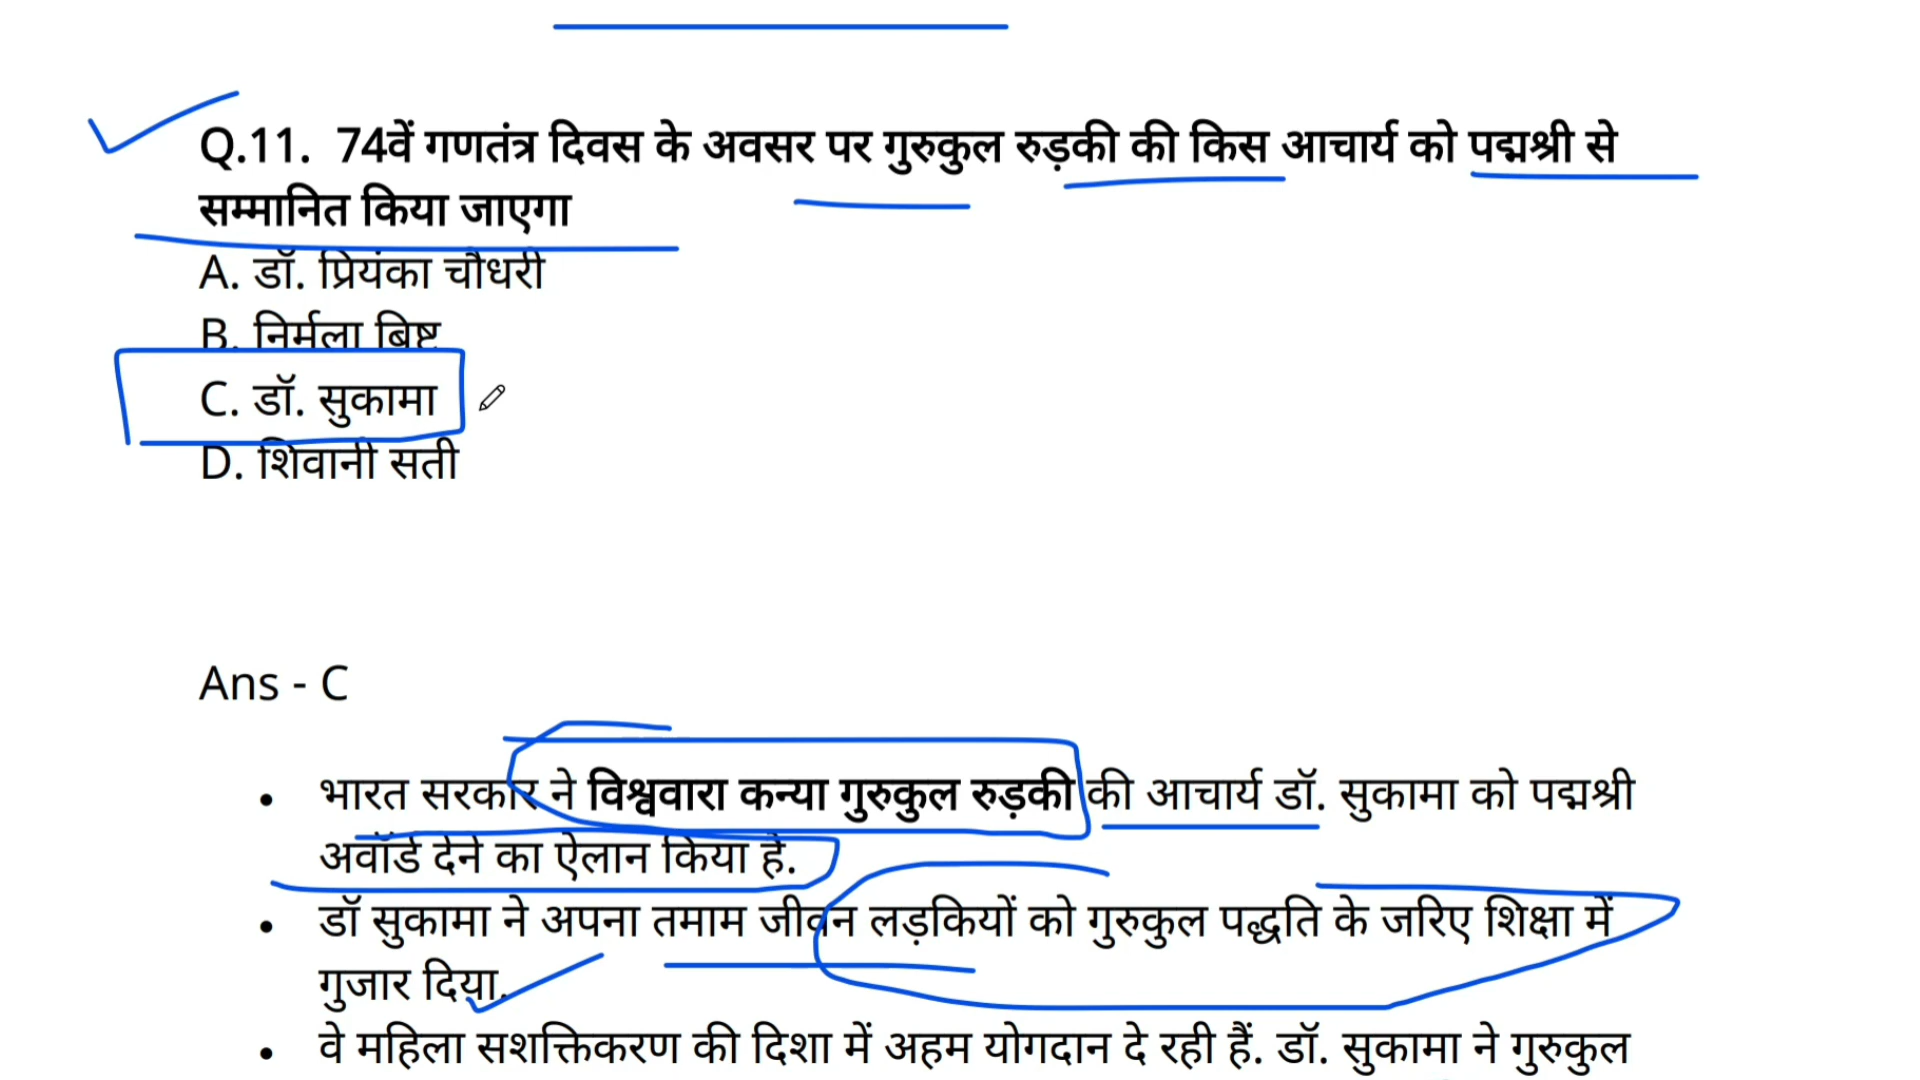 Q.11. 74वें गणतंत्र दिवस के अवसर पर गुरुकुल रुड़की की किस आचार्य को पद्मश्री से
सम्मानित किया जाएगा
A. डॉ. प्रियंका चौधरी
B. निर्मला बिष्ट
C. डॉ. सुकामा
D. शिवानी सती
Ans - C
• भारत सरकार ने विश्ववारा कन्या गुरुकुल रुड़की की आचार्य डॉ. सुकामा को पद्मश्री
अवॉर्ड देने का ऐलान किया है.
• डॉ सुकामा ने अपना तमाम जीवन लड़कियों को गुरुकुल पद्धति के जरिए शिक्षा में
गुजार दिया.
• वे महिला सशक्तिकरण की दिशा में अहम योगदान दे रही हैं. डॉ. सुकामा ने गुरुकुल